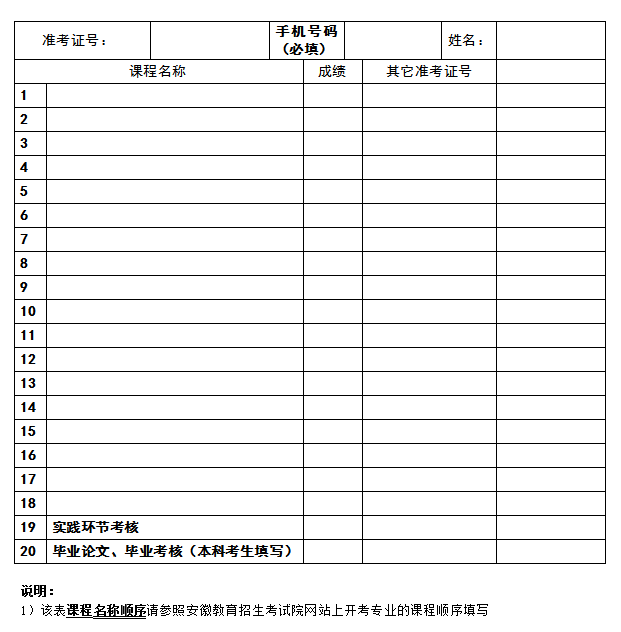 准考证号：
手机号码
（必填）
姓名：
课程名称 成绩 其它准考证号
1
2
3
4
5
6
7
8
9
10
11
12
13
14
15
16
17
18
19 实践环节考核
20 毕业论文、毕业考核（本科考生填写）
说明：
1）该表课程名称顺序请参照安徽教育招生考试院网站上开考专业的课程顺序填写